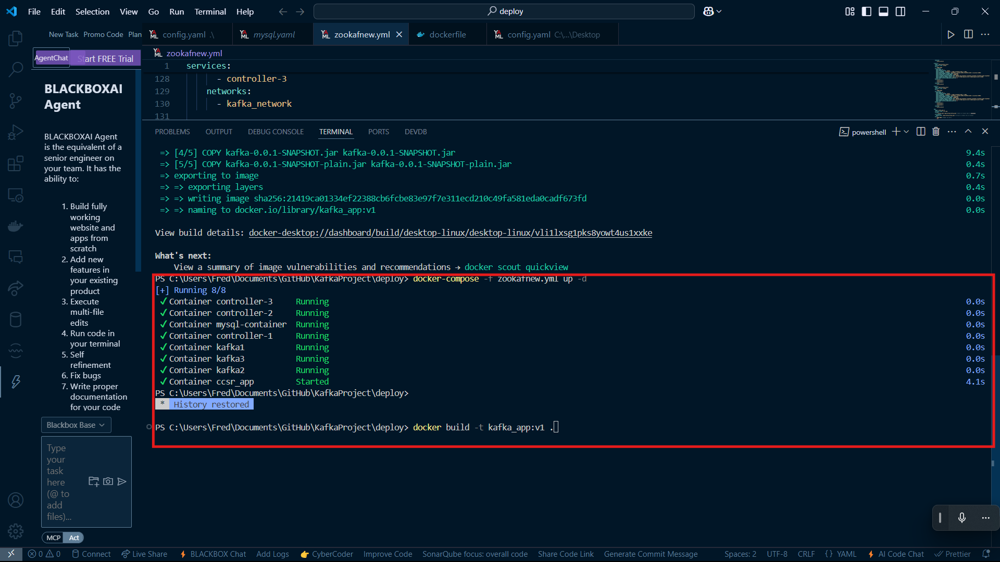 File Edit Selection View Go Run Terminal Help
deploy
New Task Promo Code Plan
config.yaml .\
mysql.yaml
zookafnew.yml
dockerfile
config.yaml C:\...\Desktop
AgentChat
Start FREE Trial
zookafnew.yml
1 services:
128 - controller-3
129 networks:
130 - kafka_network
131
BLACKBOXAI
Agent
BLACKBOXAI Agent
is the equivalent of a
senior engineer on
your team. It has the
ability to:
1. Build fully
working
website and
apps from
scratch
2. Add new
features in
your existing
product
3. Execute
multi-file
edits
4. Run code in
your terminal
5. Self
refinement
6. Fix bugs
7. Write proper
documentation
for your code
Blackbox Base
Type
your
task
here
(@ to
add
files)...
MCP Act
PROBLEMS OUTPUT DEBUG CONSOLE TERMINAL PORTS DEVDB
powershell
=> [4/5] COPY kafka-0.0.1-SNAPSHOT.jar kafka-0.0.1-SNAPSHOT.jar 9.4s
=> [5/5] COPY kafka-0.0.1-SNAPSHOT-plain.jar kafka-0.0.1-SNAPSHOT-plain.jar 0.4s
=> exporting to image 0.7s
=> => exporting layers 0.4s
=> => writing image sha256:21419ca01334ef22388cb6fcbe83e97f7e311ecd210c49fa581eda0cadf673fd 0.0s
=> => naming to docker.io/library/kafka_app:v1 0.0s
View build details: docker-desktop://dashboard/build/desktop-linux/desktop-linux/vli1lxsg1pks8yowt4us1xxke
What's next:
View a summary of image vulnerabilities and recommendations → docker scout quickview
PS C:\Users\Fred\Documents\GitHub\KafkaProject\deploy> docker-compose -f zookafnew.yml up -d
[+] Running 8/8
✓ Container controller-3 Running 0.0s
✓ Container controller-2 Running 0.0s
✓ Container mysql-container Running 0.0s
✓ Container controller-1 Running 0.0s
✓ Container kafka1 Running 0.0s
✓ Container kafka3 Running 0.0s
✓ Container kafka2 Running 0.0s
✓ Container ccsr_app Started 4.1s
PS C:\Users\Fred\Documents\GitHub\KafkaProject\deploy>
* History restored
PS C:\Users\Fred\Documents\GitHub\KafkaProject\deploy> docker build -t kafka_app:v1 .
0 0 Connect Live Share BLACKBOX Chat Add Logs CyberCoder Improve Code SonarQube focus: overall code Share Code Link Generate Commit Message Spaces: 2 UTF-8 CRLF {} YAML AI Code Chat Prettier